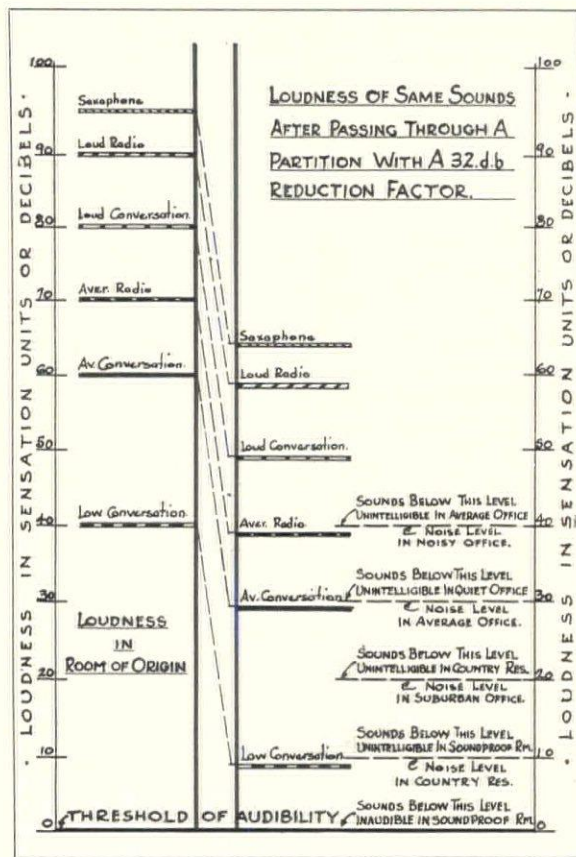 100
90
80
70
60
50
40
30
20
10
0
· LOUDNESS IN SENSATION UNITS OR DECIBELS ·
Saxaphone
Loud Radio
Loud Conversation.
Aver. Radio
Av. Conversation.
Low Conversation.
LOUDNESS
IN
ROOM OF ORIGIN
LOUDNESS OF SAME SOUNDS
AFTER PASSING THROUGH A
PARTITION WITH A 32.d.b
REDUCTION FACTOR.
Saxaphone
Loud Radio
Loud Conversation.
Aver. Radio
Av. Conversation
Low Conversation.
SOUNDS BELOW THIS LEVEL
UNINTELLIGIBLE IN AVERAGE OFFICE
NOISE LEVEL
IN NOISY OFFICE.
SOUNDS BELOW THIS LEVEL
UNINTELLIGIBLE IN QUIET OFFICE
NOISE LEVEL
IN AVERAGE OFFICE.
SOUNDS BELOW THIS LEVEL
UNINTELLIGIBLE IN COUNTRY RES.
NOISE LEVEL
IN SUBURBAN OFFICE.
SOUNDS BELOW THIS LEVEL
UNINTELLIGIBLE IN SOUNDPROOF RM.
NOISE LEVEL
IN COUNTRY RES.
THRESHOLD OF AUDIBILITY
SOUNDS BELOW THIS LEVEL
INAUDIBLE IN SOUNDPROOF RM.
100
90
80
70
60
50
40
30
20
10
0
· LOUDNESS IN SENSATION UNITS OR DECIBELS ·